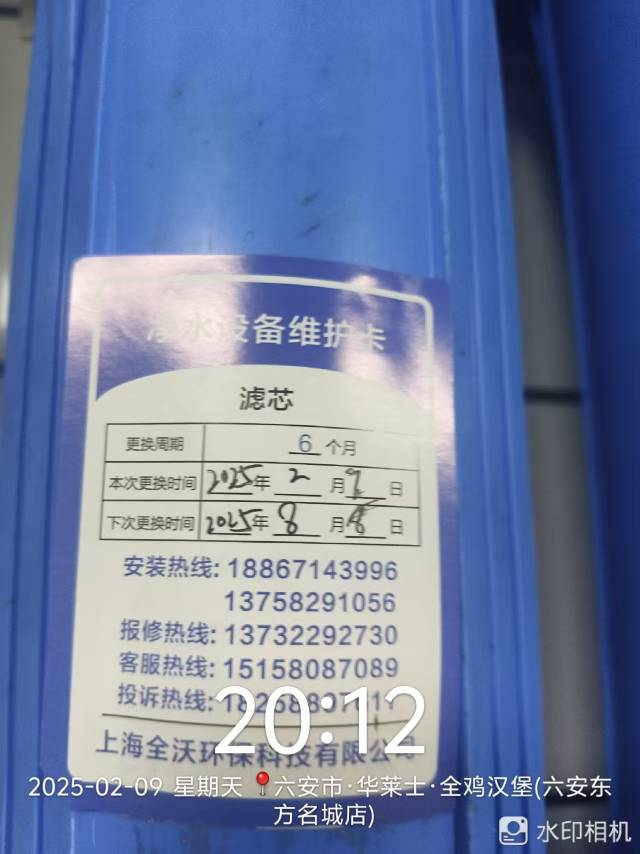 净水设备维护卡
滤芯
更换周期 6 个月
本次更换时间 2025年 2 月 9 日
下次更换时间 2025年 8 月 8 日
安装热线: 18867143996
13758291056
报修热线: 13732292730
客服热线: 15158087089
投诉热线:
20:12
上海全沃环保科技有限公司
2025-02-09 星期天 六安市·华莱士·全鸡汉堡(六安东
方名城店)
水印相机